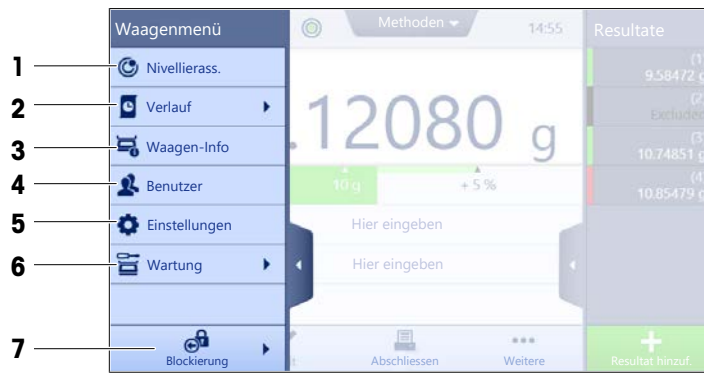 Waagenmenü
Methoden
14:55
Resultate
1
Nivellierass.
2
Verlauf
3
Waagen-Info
4
Benutzer
5
Einstellungen
6
Wartung
7
Blockierung
.12080 g
10 g
+ 5 %
Hier eingeben
Hier eingeben
Abschliessen
Weitere
(1)
9.58472 g
(2)
Excluded
(3)
10.74851 g
(4)
10.85479 g
Resultat hinzuf.